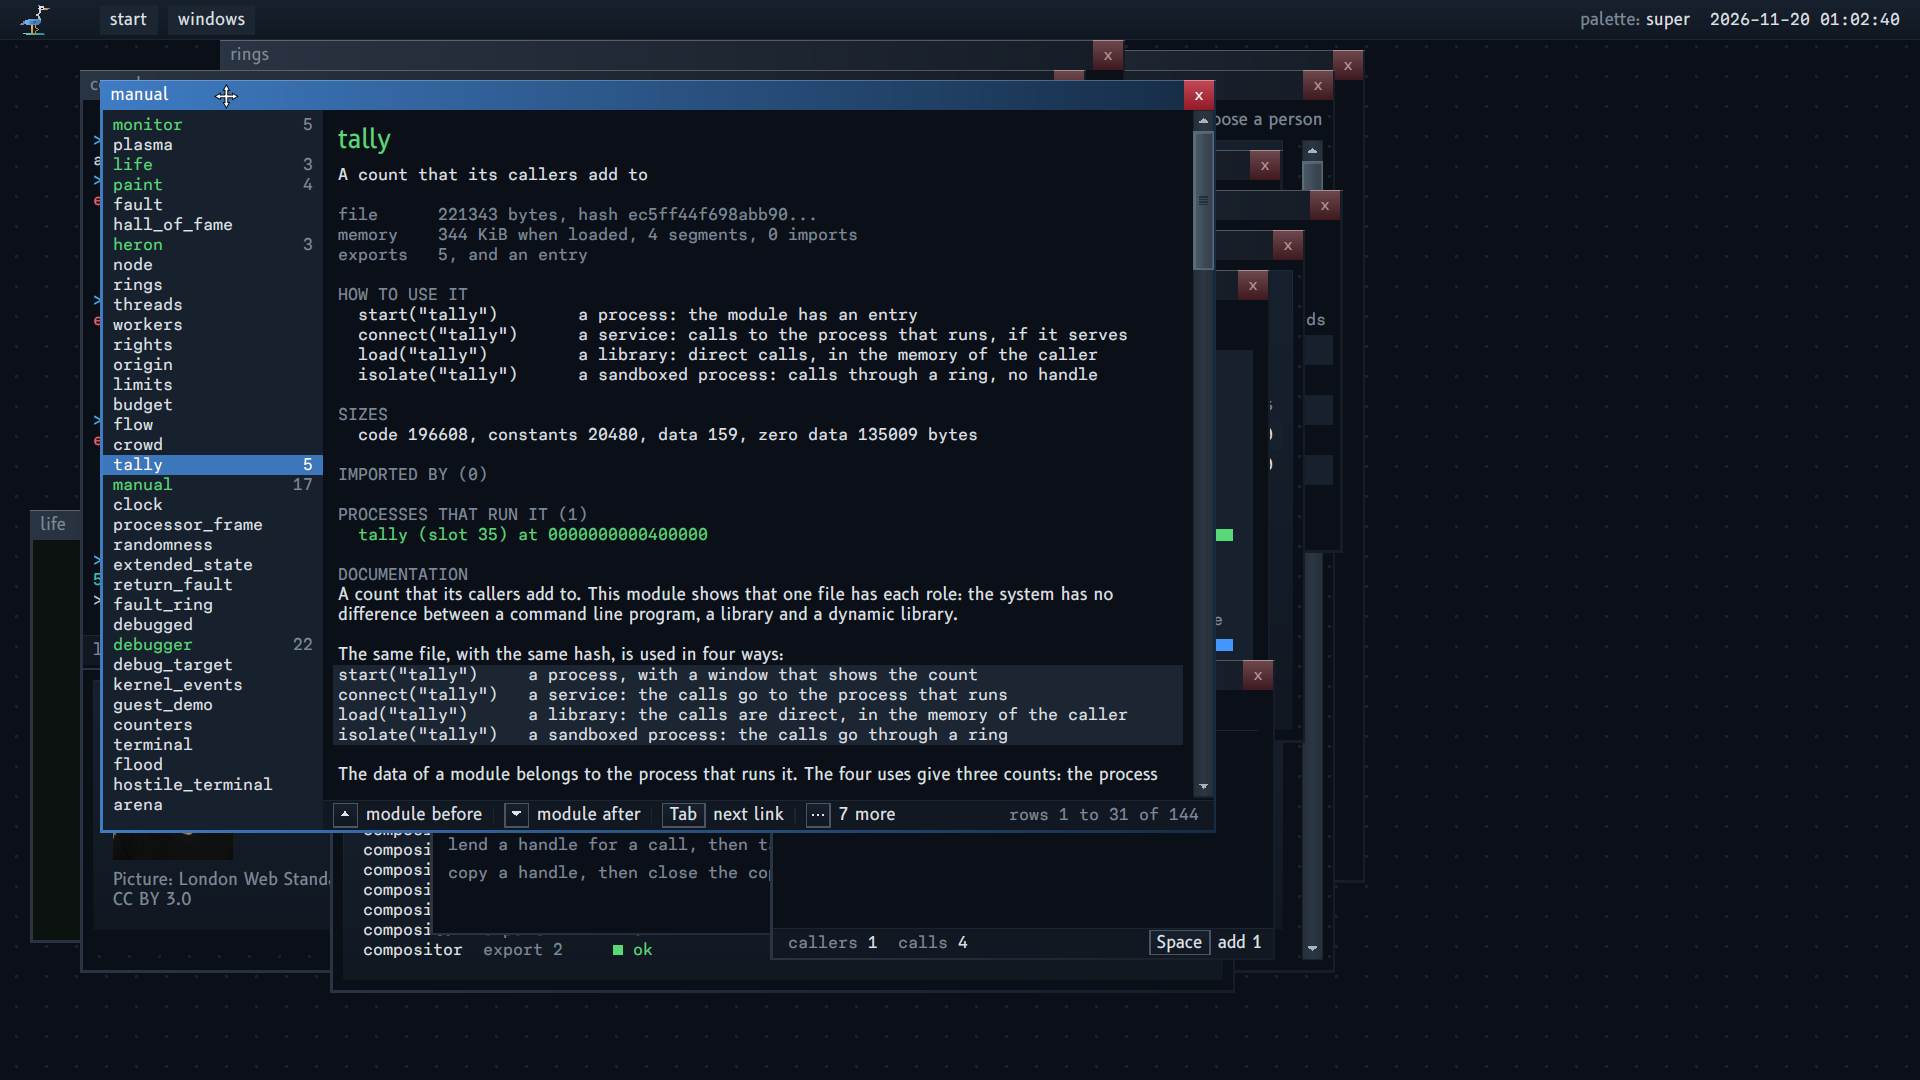 start windows palette: super 2026-11-20 01:02:40
rings x
x
x
manual x
monitor 5
plasma
life 3
paint 4
fault
hall_of_fame
heron 3
node
rings
threads
workers
rights
origin
limits
budget
flow
crowd
tally 5
manual 17
clock
processor_frame
randomness
extended_state
return_fault
fault_ring
debugged
debugger 22
debug_target
kernel_events
guest_demo
counters
terminal
flood
hostile_terminal
arena
tally
A count that its callers add to
file 221343 bytes, hash ec5ff44f698abb90...
memory 344 KiB when loaded, 4 segments, 0 imports
exports 5, and an entry
HOW TO USE IT
start("tally") a process: the module has an entry
connect("tally") a service: calls to the process that runs, if it serves
load("tally") a library: direct calls, in the memory of the caller
isolate("tally") a sandboxed process: calls through a ring, no handle
SIZES
code 196608, constants 20480, data 159, zero data 135009 bytes
IMPORTED BY (0)
PROCESSES THAT RUN IT (1)
tally (slot 35) at 0000000000400000
DOCUMENTATION
A count that its callers add to. This module shows that one file has each role: the system has no
difference between a command line program, a library and a dynamic library.
The same file, with the same hash, is used in four ways:
start("tally") a process, with a window that shows the count
connect("tally") a service: the calls go to the process that runs
load("tally") a library: the calls are direct, in the memory of the caller
isolate("tally") a sandboxed process: the calls go through a ring
The data of a module belongs to the process that runs it. The four uses give three counts: the process
module before module after Tab next link ... 7 more rows 1 to 31 of 144
ose a person
x
x
x
x
ds
x
life
composi
composi
composi
composi
composi
compositor export 2 ok
lend a handle for a call, then t
copy a handle, then close the co
Picture: London Web Standa
CC BY 3.0
callers 1 calls 4 Space add 1